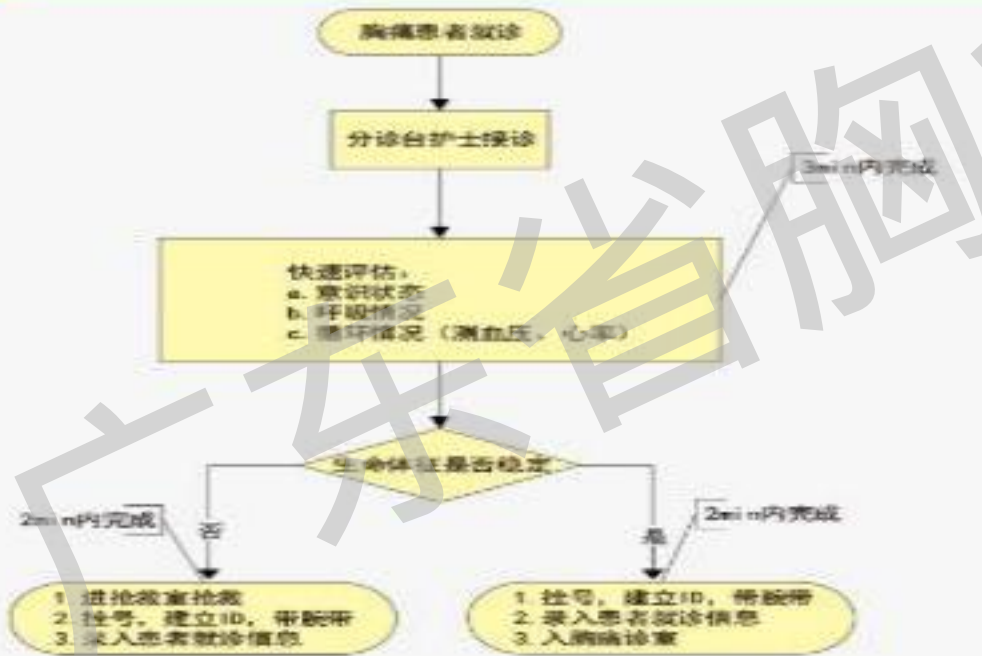 胸痛患者就诊
分诊台护士接诊
3min内完成
快速评估:
a. 意识状态
b. 呼吸情况
c. 循环情况(测血压、心率)
生命体征是否稳定
2min内完成
否
是
2min内完成
1. 进抢救室抢救
2. 挂号,建立ID,带腕带
3. 录入患者就诊信息
1. 挂号,建立ID,带腕带
2. 录入患者就诊信息
3. 入胸痛诊室
广东省胸